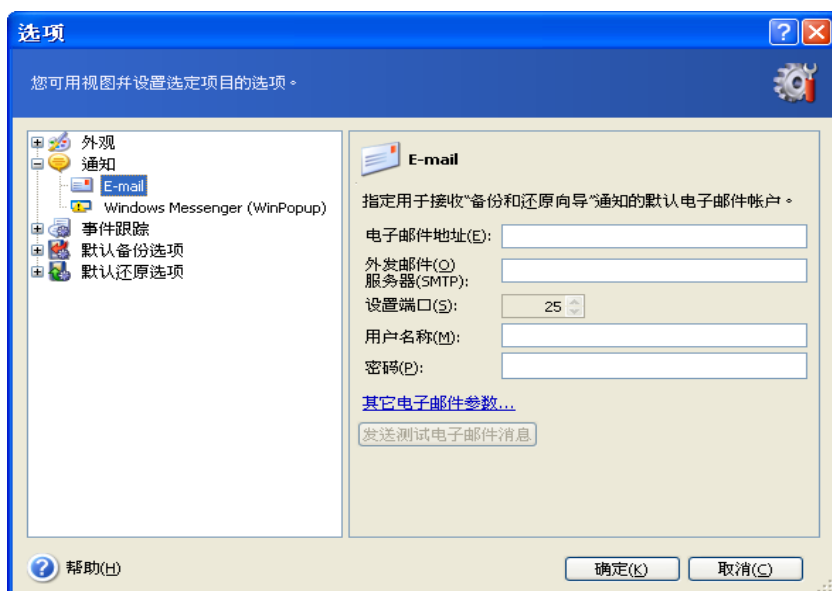 选项
您可用视图并设置选定项目的选项。
外观
通知
E-mail
Windows Messenger (WinPopup)
事件跟踪
默认备份选项
默认还原选项
E-mail
指定用于接收“备份和还原向导”通知的默认电子邮件帐户。
电子邮件地址(E):
外发邮件(O)
服务器(SMTP):
设置端口(S): 25
用户名称(M):
密码(P):
其它电子邮件参数...
发送测试电子邮件消息
帮助(H)
确定(K) 取消(C)